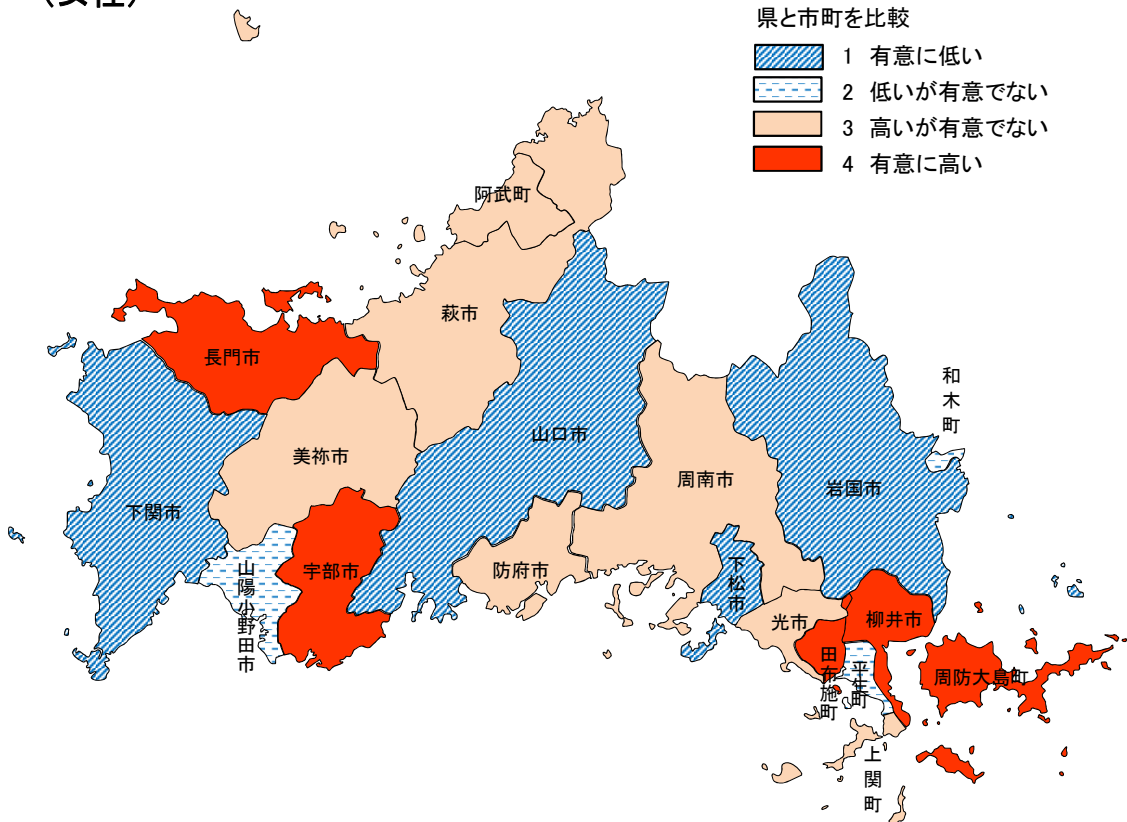 (女性)
県と市町を比較
1 有意に低い
2 低いが有意でない
3 高いが有意でない
4 有意に高い
阿武町
萩市
長門市
和木町
山口市
美祢市
周南市
岩国市
下関市
宇部市
防府市
下松市
山陽小野田市
光市
柳井市
田布施町
平生町
周防大島町
上関町